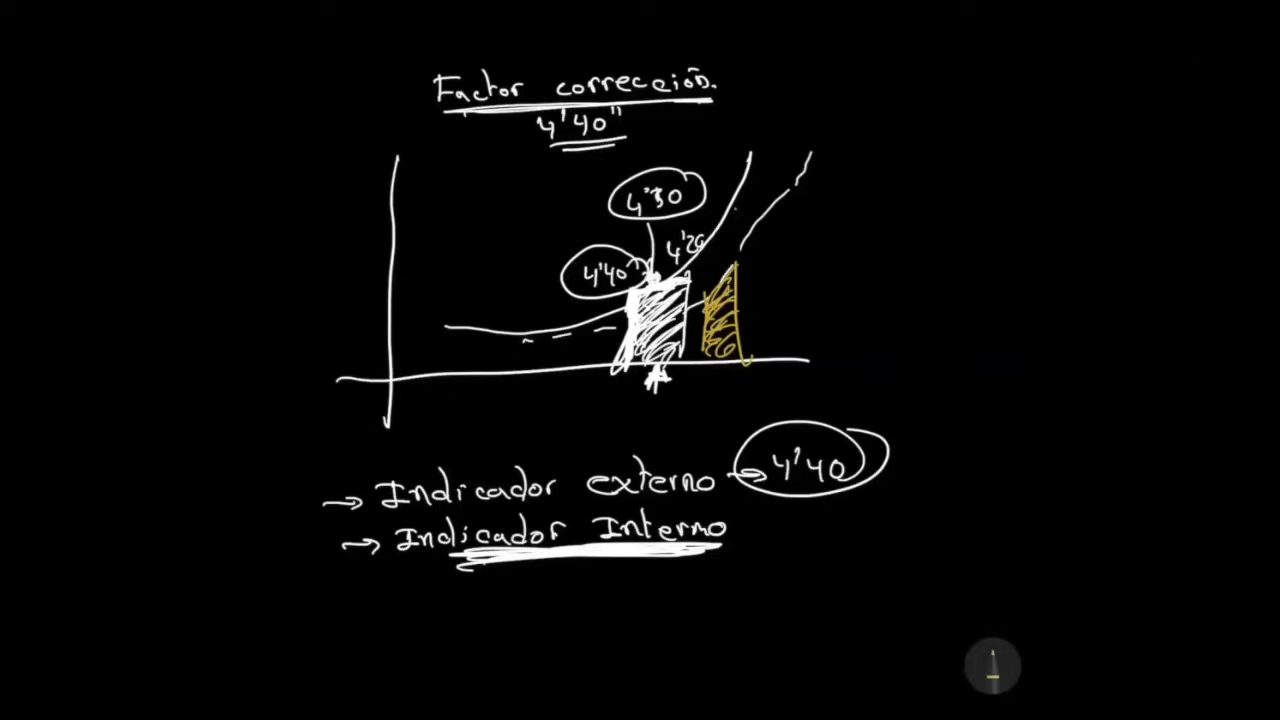 Factor corrección.
4'40"
4'30
4'20
4'40"
→ Indicador externo → 4'40
→ Indicador Interno